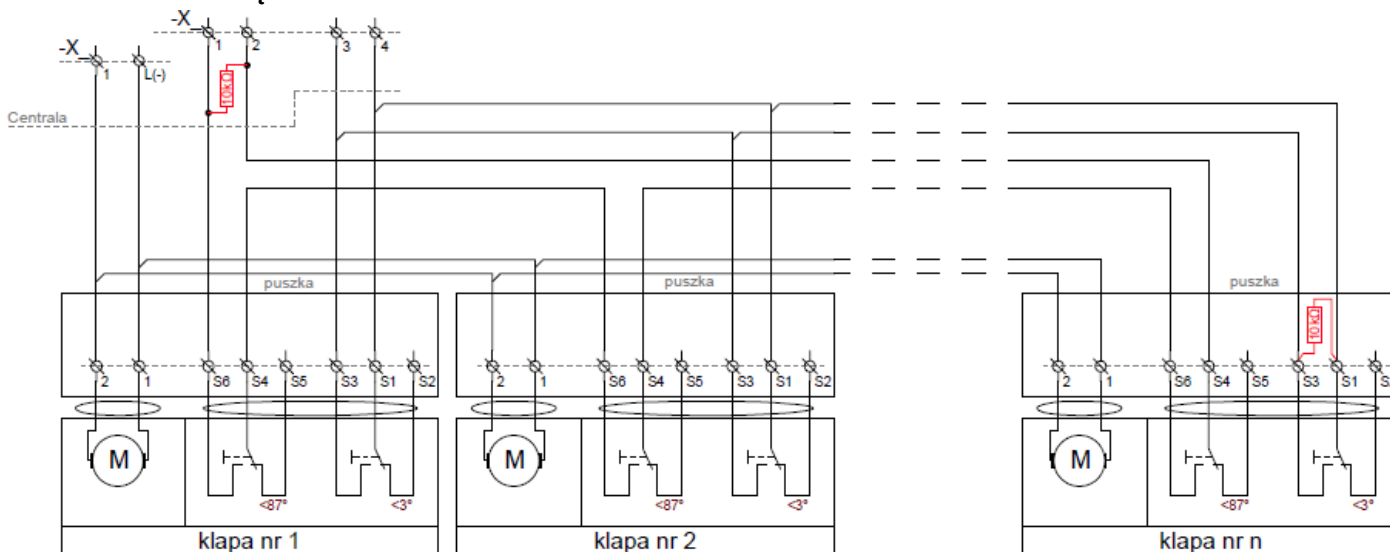 -X_ 1 2 3 4
-X_ 1 L(-)
10kΩ
Centrala
puszka puszka puszka
10kΩ
2 1 S6 S4 S5 S3 S1 S2 2 1 S6 S4 S5 S3 S1 S2 2 1 S6 S4 S5 S3 S1
M M M
<87° <3° <87° <3° <87° <3°
klapa nr 1 klapa nr 2 klapa nr n